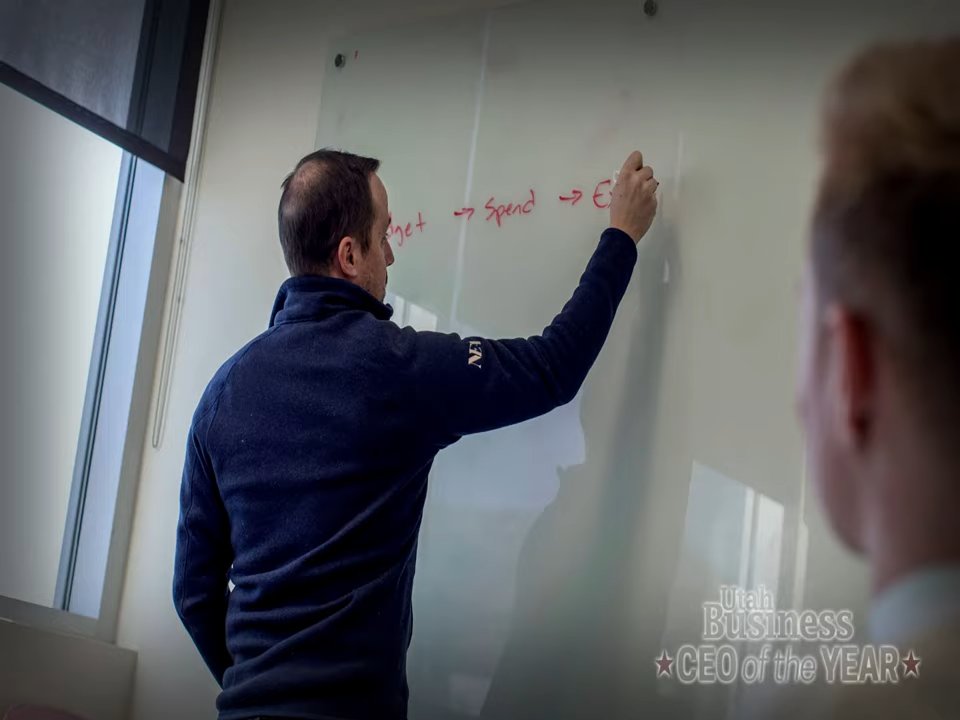 → Spend →
Utah
Business
CEO of the YEAR